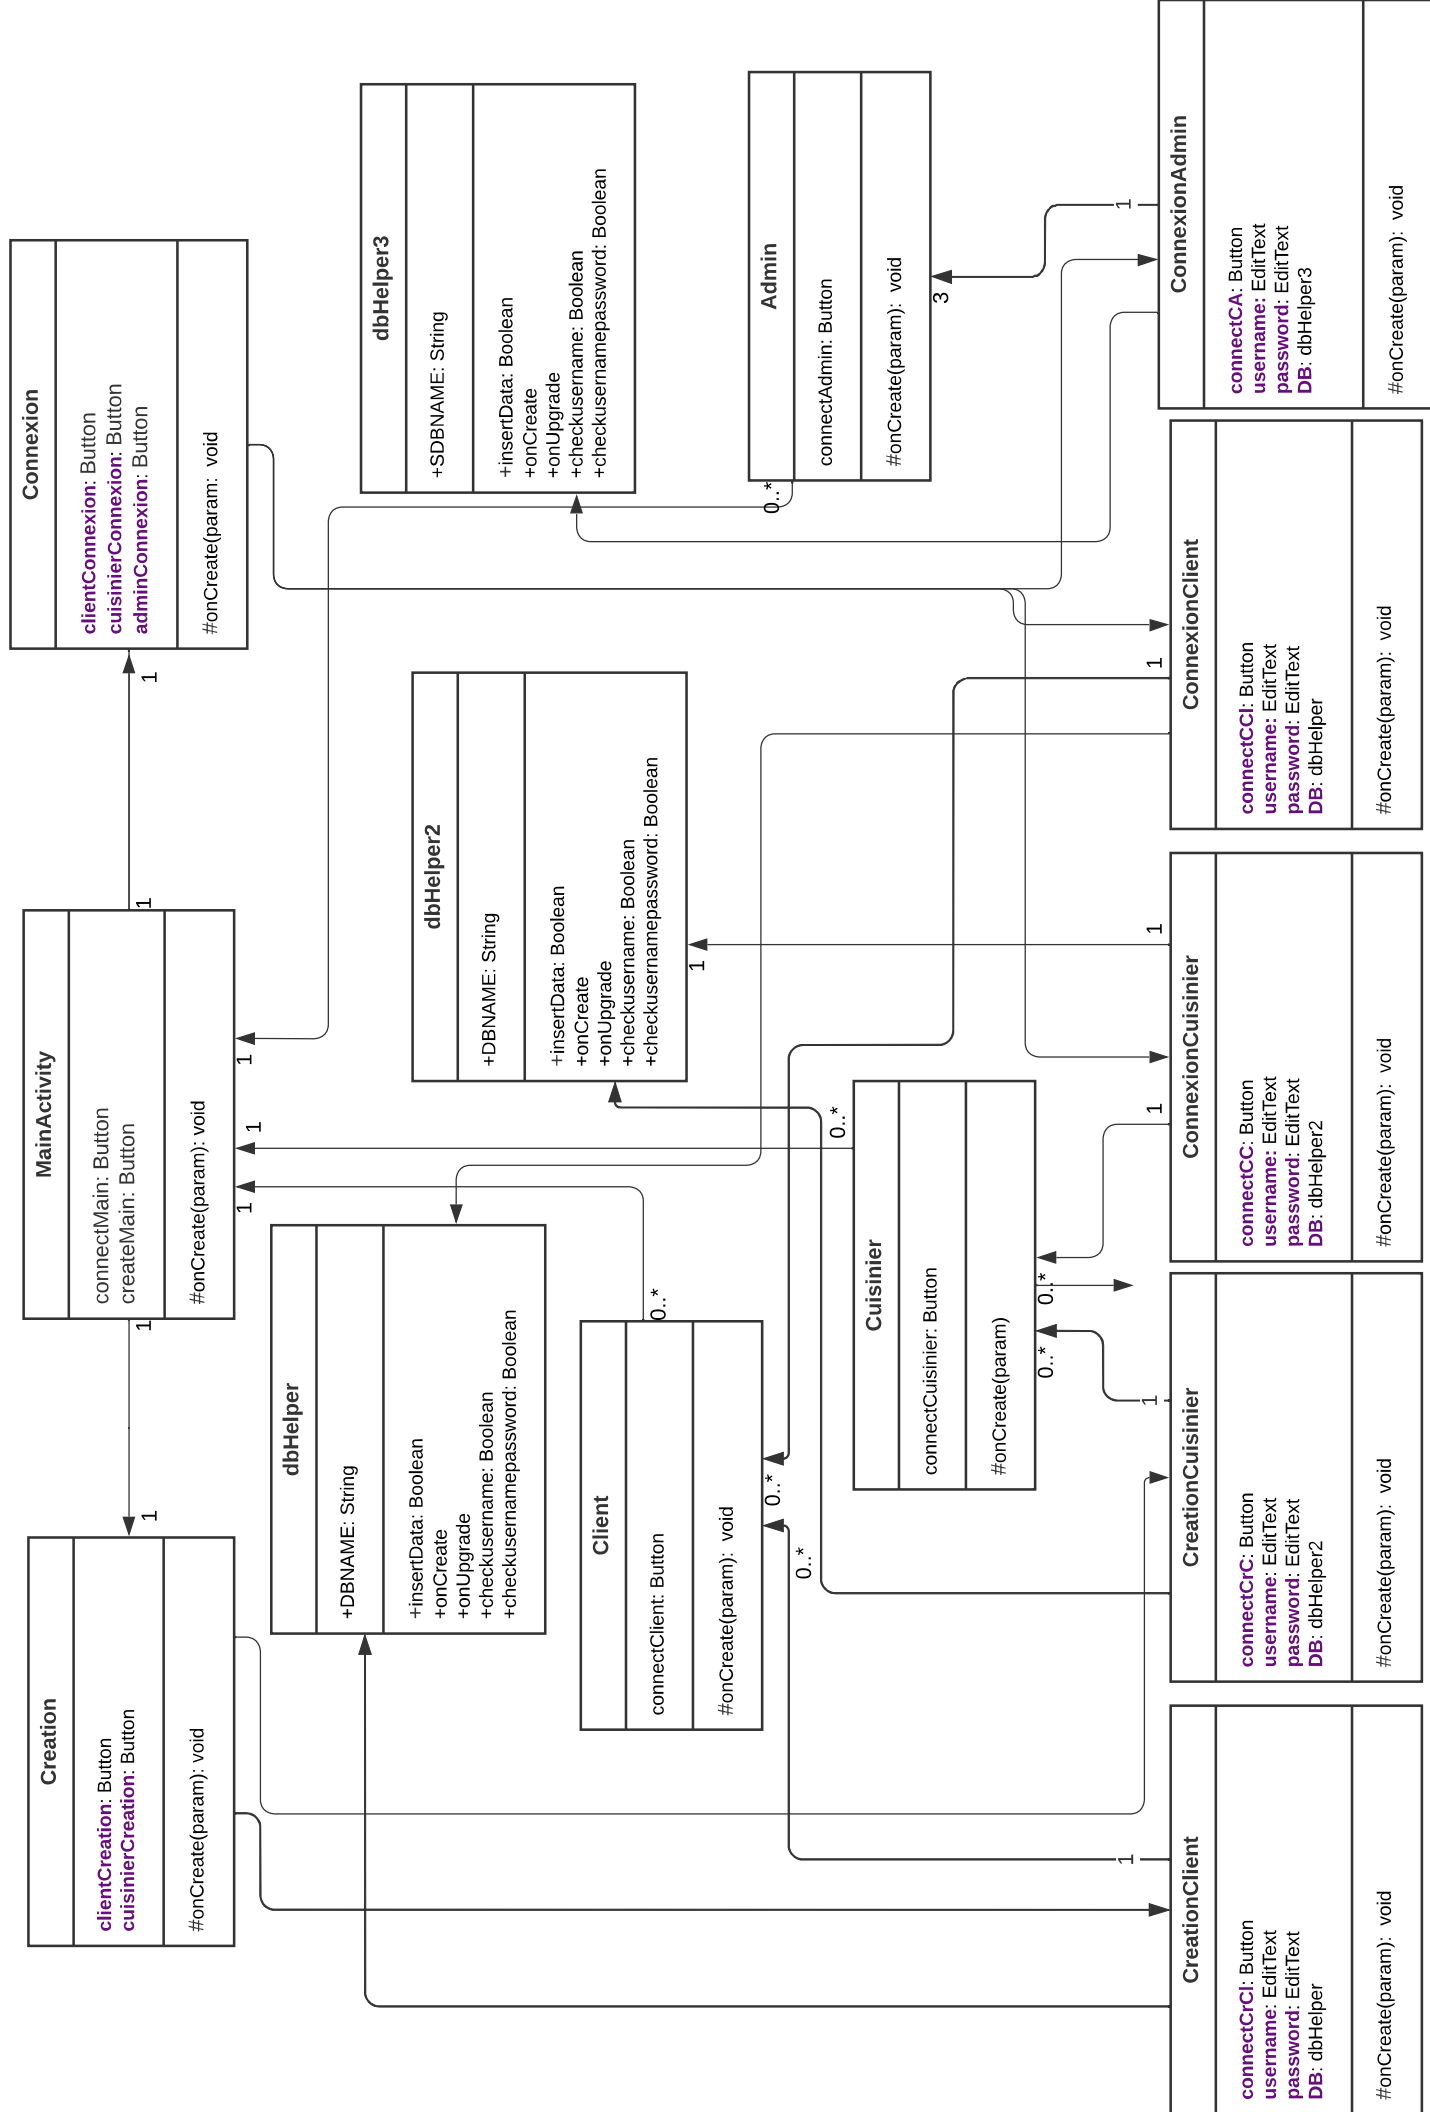 Creation
clientCreation: Button
cuisinierCreation: Button
#onCreate(param): void
1
1
MainActivity
connectMain: Button
createMain: Button
#onCreate(param): void
1
1
1
1
1
Connexion
clientConnexion: Button
cuisinierConnexion: Button
adminConnexion: Button
#onCreate(param: void
dbHelper
+DBNAME: String
+insertData: Boolean
+onCreate
+onUpgrade
+checkusername: Boolean
+checkusernamepassword: Boolean
dbHelper2
+DBNAME: String
+insertData: Boolean
+onCreate
+onUpgrade
+checkusername: Boolean
+checkusernamepassword: Boolean
1
dbHelper3
+SDBNAME: String
+insertData: Boolean
+onCreate
+onUpgrade
+checkusername: Boolean
+checkusernamepassword: Boolean
Client
connectClient: Button
#onCreate(param): void
0..*
0..*
0..*
Cuisinier
connectCuisinier: Button
#onCreate(param)
0..*
0..*
0..*
Admin
connectAdmin: Button
#onCreate(param): void
0..*
3
1
1
1
1
1
1
CreationClient
connectCrCl: Button
username: EditText
password: EditText
DB: dbHelper
#onCreate(param): void
CreationCuisinier
connectCrC: Button
username: EditText
password: EditText
DB: dbHelper2
#onCreate(param): void
ConnexionCuisinier
connectCC: Button
username: EditText
password: EditText
DB: dbHelper2
#onCreate(param): void
ConnexionClient
connectCCl: Button
username: EditText
password: EditText
DB: dbHelper
#onCreate(param): void
ConnexionAdmin
connectCA: Button
username: EditText
password: EditText
DB: dbHelper3
#onCreate(param): void